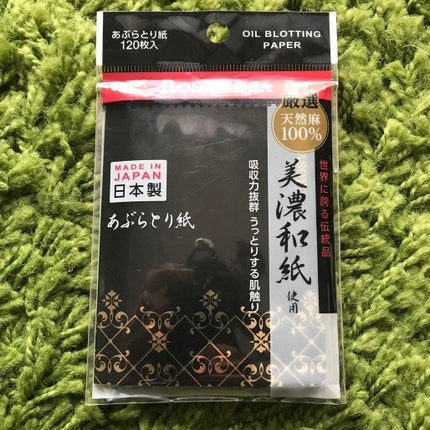 あぶらとり紙
120枚入
OIL BLOTTING
PAPER
厳選
天然麻
100%
世界に誇る伝統品
美濃和紙
使用
吸収力抜群 うっとりする肌触り
MADE IN
JAPAN
日本製
あぶらとり紙